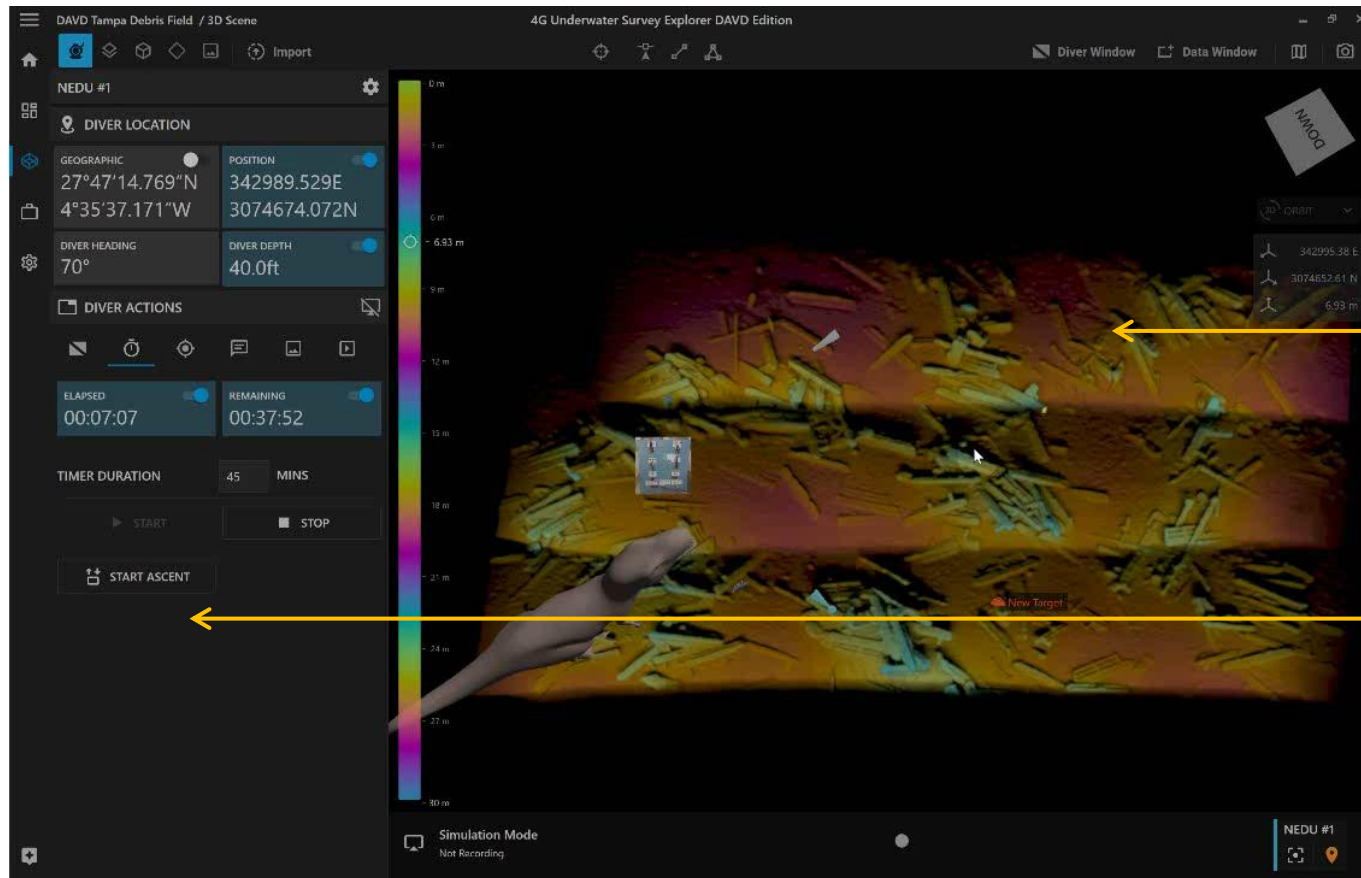 DAVD Tampa Debris Field / 3D Scene
4G Underwater Survey Explorer DAVD Edition
Import
Diver Window
Data Window
NEDU #1
DIVER LOCATION
GEOGRAPHIC
27°47'14.769"N
4°35'37.171"W
POSITION
342989.529E
3074674.072N
DIVER HEADING
70°
DIVER DEPTH
40.0ft
DIVER ACTIONS
ELAPSED
00:07:07
REMAINING
00:37:52
TIMER DURATION 45 MINS
START
STOP
START ASCENT
0 m
3 m
6 m
6.93 m
9 m
12 m
15 m
18 m
21 m
24 m
27 m
30 m
DOWN
3D ORBIT
342995.38 E
3074652.61 N
6.93 m
New Target
Simulation Mode
Not Recording
NEDU #1